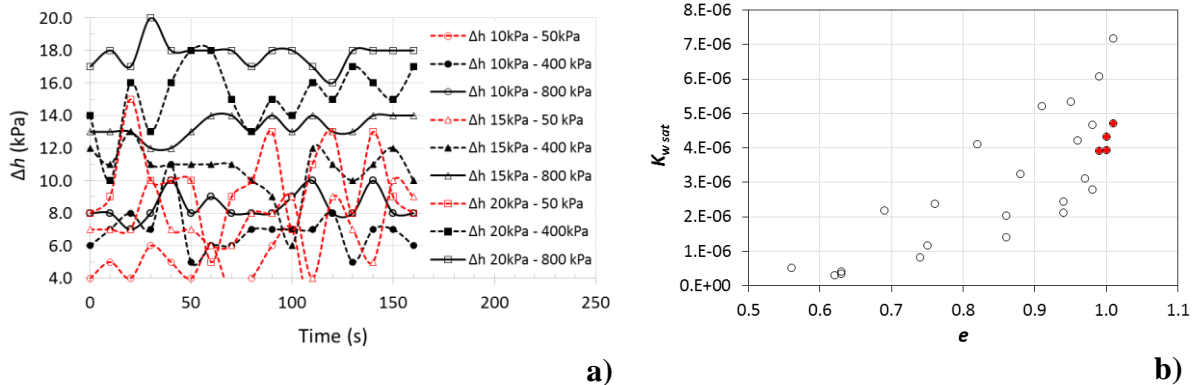 20.0
18.0
16.0
14.0
12.0
10.0
8.0
6.0
4.0
Δh (kPa)
0
50
100
150
200
250
Time (s)
Δh 10kPa - 50kPa
Δh 10kPa - 400 kPa
Δh 10kPa - 800 kPa
Δh 15kPa - 50 kPa
Δh 15kPa - 400 kPa
Δh 15kPa - 800 kPa
Δh 20kPa - 50 kPa
Δh 20kPa - 400kPa
Δh 20kPa - 800 kPa
a)
8.E-06
7.E-06
6.E-06
5.E-06
4.E-06
3.E-06
2.E-06
1.E-06
0.E+00
K w sat
0.5
0.6
0.7
0.8
0.9
1.0
1.1
e
b)